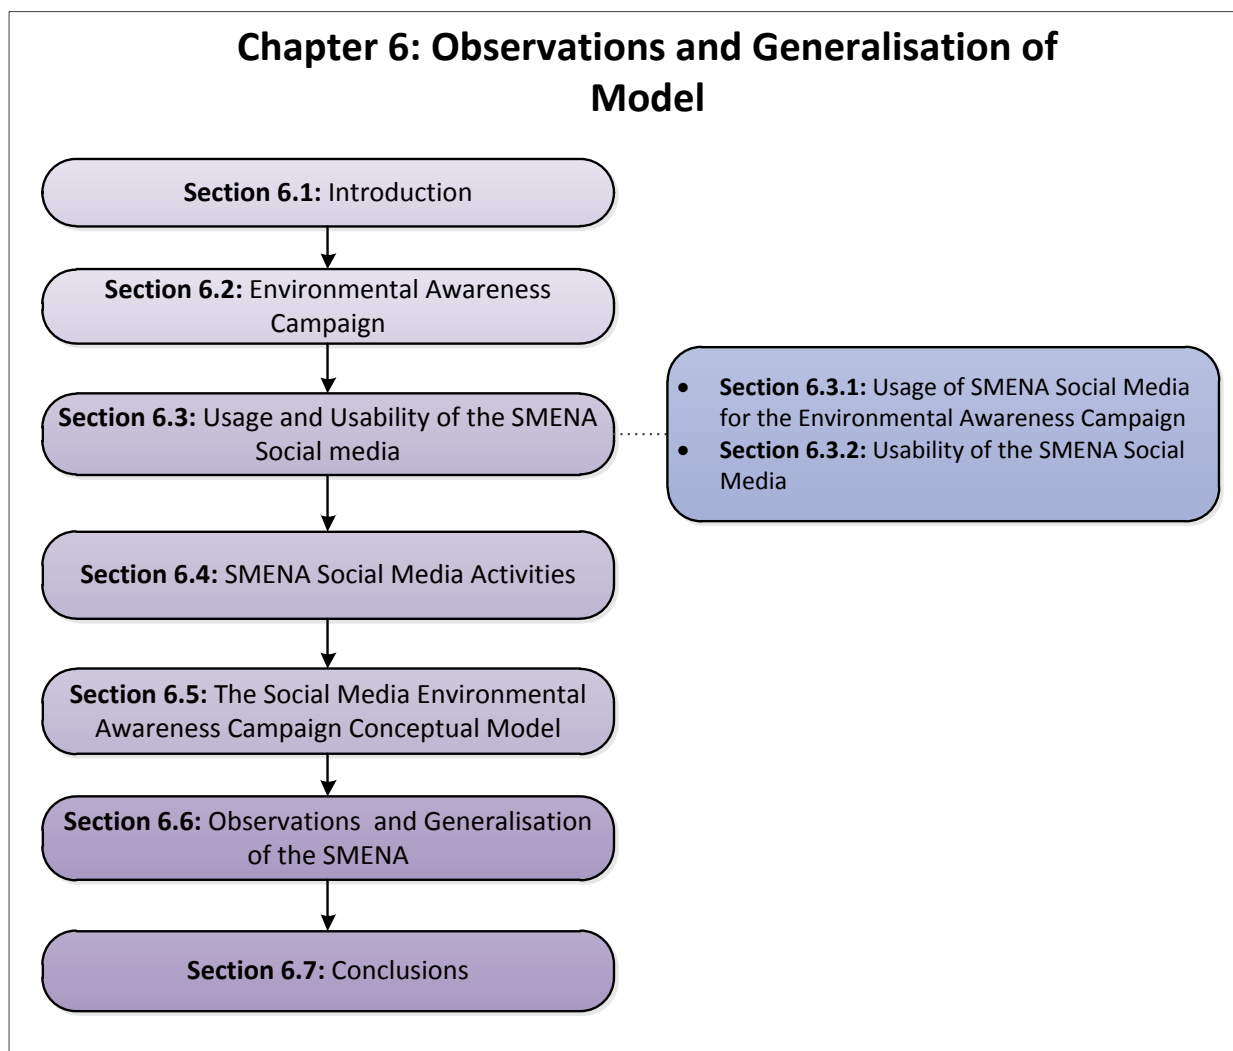 Chapter 6: Observations and Generalisation of
Model
Section 6.1: Introduction
Section 6.2: Environmental Awareness
Campaign
Section 6.3: Usage and Usability of the SMENA
Social media
• Section 6.3.1: Usage of SMENA Social Media
for the Environmental Awareness Campaign
• Section 6.3.2: Usability of the SMENA Social
Media
Section 6.4: SMENA Social Media Activities
Section 6.5: The Social Media Environmental
Awareness Campaign Conceptual Model
Section 6.6: Observations and Generalisation
of the SMENA
Section 6.7: Conclusions